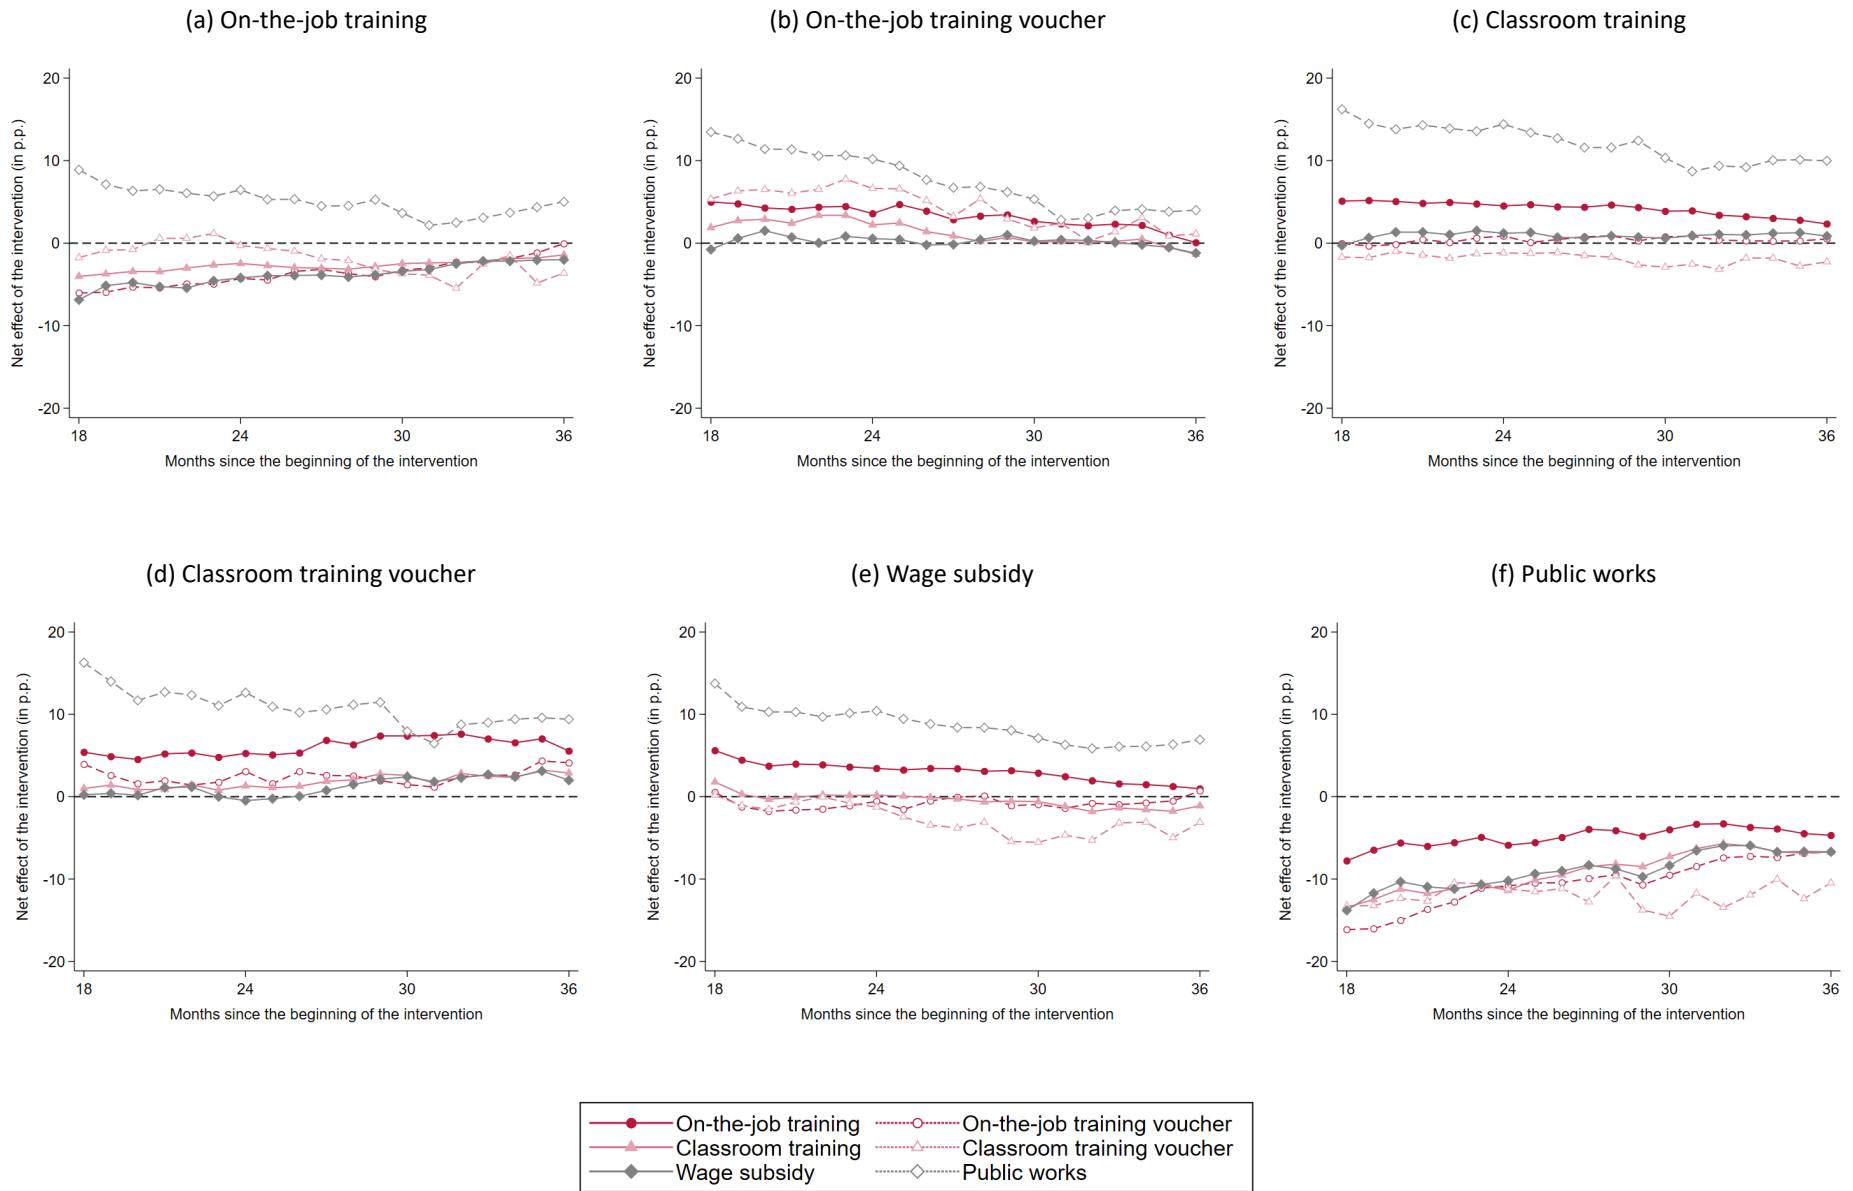 (a) On-the-job training
(b) On-the-job training voucher
(c) Classroom training
Net effect of the intervention (in p.p.)
20
10
0
-10
-20
18
24
30
36
Months since the beginning of the intervention
Net effect of the intervention (in p.p.)
20
10
0
-10
-20
18
24
30
36
Months since the beginning of the intervention
Net effect of the intervention (in p.p.)
20
10
0
-10
-20
18
24
30
36
Months since the beginning of the intervention
(d) Classroom training voucher
(e) Wage subsidy
(f) Public works
Net effect of the intervention (in p.p.)
20
10
0
-10
-20
18
24
30
36
Months since the beginning of the intervention
Net effect of the intervention (in p.p.)
20
10
0
-10
-20
18
24
30
36
Months since the beginning of the intervention
Net effect of the intervention (in p.p.)
20
10
0
-10
-20
18
24
30
36
Months since the beginning of the intervention
On-the-job training
On-the-job training voucher
Classroom training
Classroom training voucher
Wage subsidy
Public works